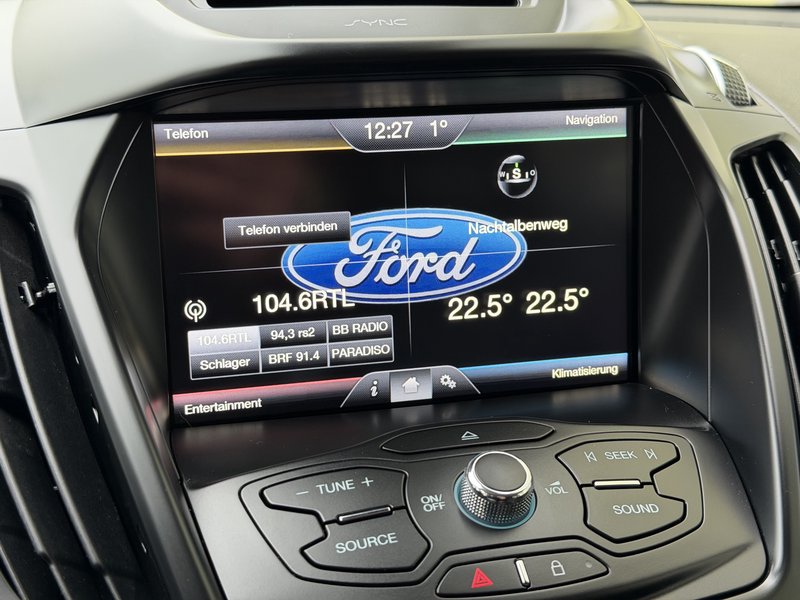 SYNC
Telefon
12:27 1°
Navigation
W S O
Telefon verbinden
Ford
Nachtalbenweg
104.6RTL
22.5° 22.5°
104.6RTL 94,3 rs2 BB RADIO
Schlager BRF 91.4 PARADISO
Entertainment
i
Klimatisierung
– TUNE +
SOURCE
ON/
OFF
VOL
SEEK
SOUND